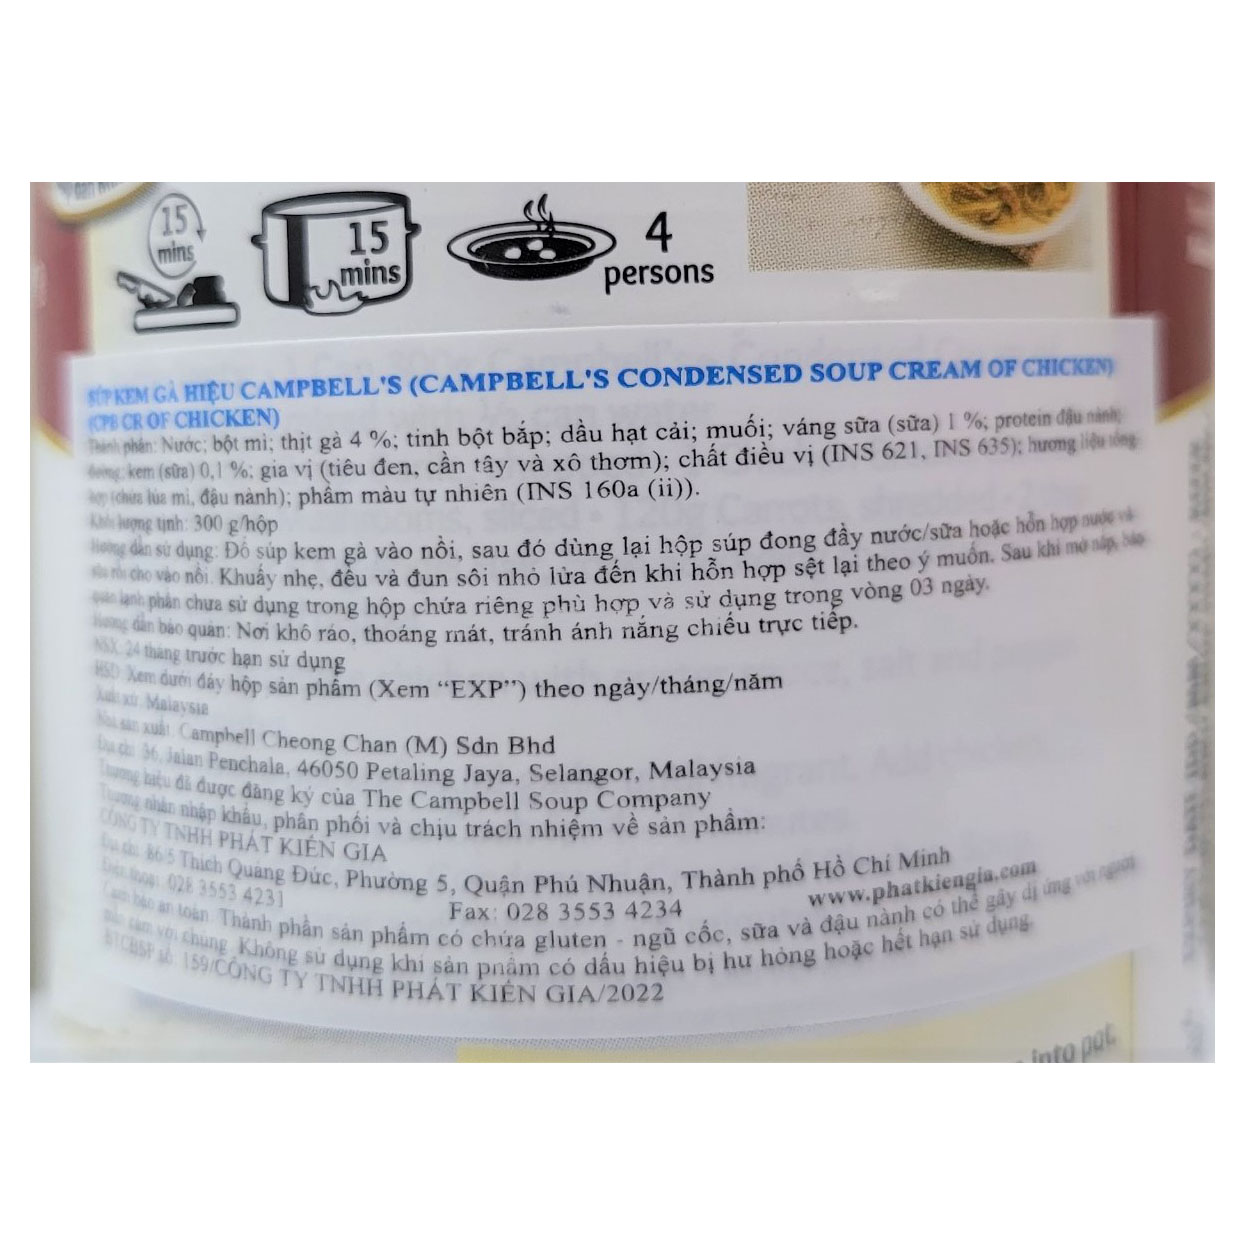 15
mins
15
mins
4
persons
SÚP KEM GÀ HIỆU CAMPBELL'S (CAMPBELL'S CONDENSED SOUP CREAM OF CHICKEN)
(CPB CR OF CHICKEN)
Thành phần: Nước; bột mì; thịt gà 4 %; tinh bột bắp; dầu hạt cải; muối; váng sữa (sữa) 1 %; protein đậu nành;
đường; kem (sữa) 0,1 %; gia vị (tiêu đen, cần tây và xô thơm); chất điều vị (INS 621, INS 635); hương liệu tổng
hợp (chứa lúa mì, đậu nành); phẩm màu tự nhiên (INS 160a (ii)).
Khối lượng tịnh: 300 g/hộp
Hướng dẫn sử dụng: Đổ súp kem gà vào nồi, sau đó dùng lại hộp súp đong đầy nước/sữa hoặc hỗn hợp nước và
sữa rồi cho vào nồi. Khuấy nhẹ, đều và đun sôi nhỏ lửa đến khi hỗn hợp sệt lại theo ý muốn. Sau khi mở nắp, bảo
quản lạnh phần chưa sử dụng trong hộp chứa riêng phù hợp và sử dụng trong vòng 03 ngày.
Hướng dẫn bảo quản: Nơi khô ráo, thoáng mát, tránh ánh nắng chiếu trực tiếp.
NSX: 24 tháng trước hạn sử dụng
HSD: Xem dưới đáy hộp sản phẩm (Xem “EXP”) theo ngày/tháng/năm
Xuất xứ: Malaysia
Nhà sản xuất: Campbell Cheong Chan (M) Sdn Bhd
Địa chỉ: 36, Jalan Penchala, 46050 Petaling Jaya, Selangor, Malaysia
Thương hiệu đã được đăng ký của The Campbell Soup Company
Thương nhân nhập khẩu, phân phối và chịu trách nhiệm về sản phẩm:
CÔNG TY TNHH PHÁT KIẾN GIA
Địa chỉ: 86/5 Thích Quảng Đức, Phường 5, Quận Phú Nhuận, Thành phố Hồ Chí Minh
Điện thoại: 028 3553 4231 Fax: 028 3553 4234 www.phatkiengia.com
Cảnh báo an toàn: Thành phần sản phẩm có chứa gluten - ngũ cốc, sữa và đậu nành có thể gây dị ứng với người
mẫn cảm với chúng. Không sử dụng khi sản phẩm có dấu hiệu bị hư hỏng hoặc hết hạn sử dụng.
BTCBSP số: 159/CÔNG TY TNHH PHÁT KIẾN GIA/2022
into pot.